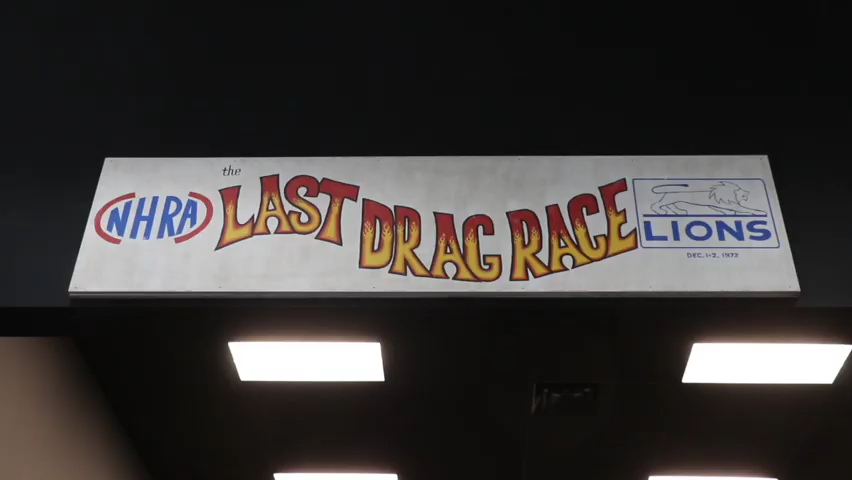 the
NHRA LAST DRAG RACE
LIONS
DEC. 1-2, 1972